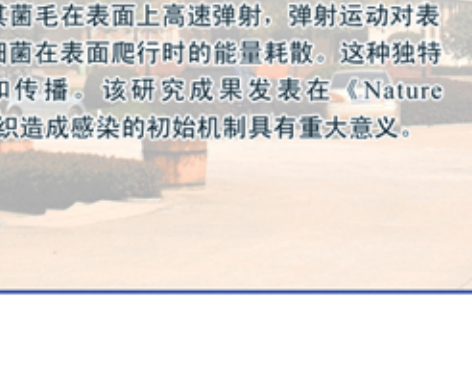 其菌毛在表面上高速弹射，弹射运动对表
细菌在表面爬行时的能量耗散。这种独特
和传播。该研究成果发表在《Nature
织造成感染的初始机制具有重大意义。